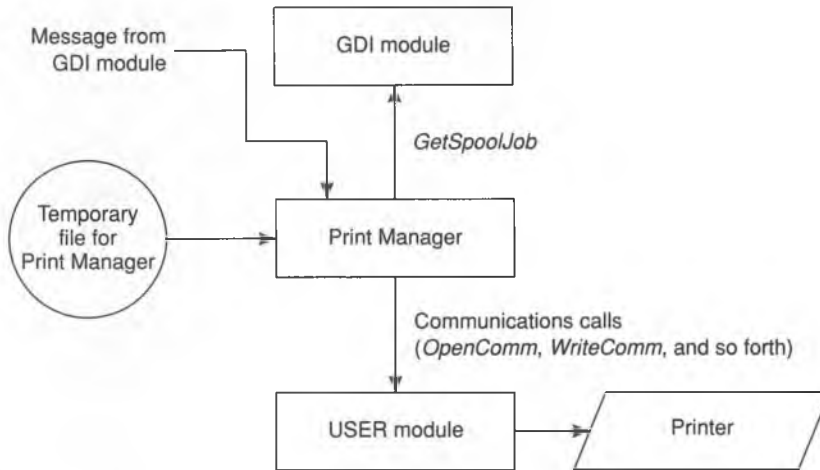 Message from
GDI module
GDI module
GetSpoolJob
Temporary
file for
Print Manager
Print Manager
Communications calls
(OpenComm, WriteComm, and so forth)
USER module
Printer